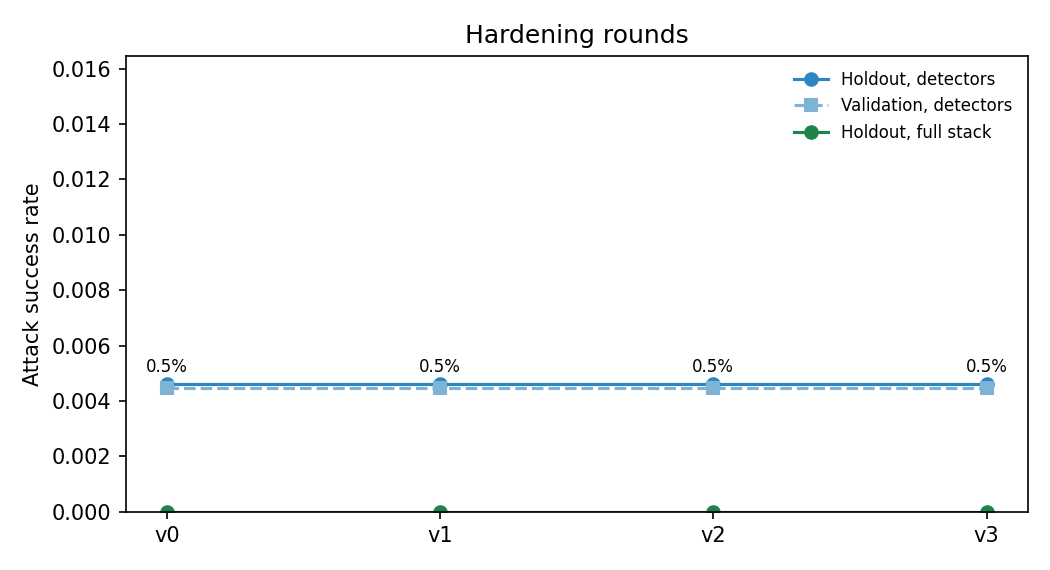 Hardening rounds
Attack success rate
0.016
0.014
0.012
0.010
0.008
0.006
0.004
0.002
0.000
Holdout, detectors
Validation, detectors
Holdout, full stack
0.5% 0.5% 0.5% 0.5%
v0 v1 v2 v3